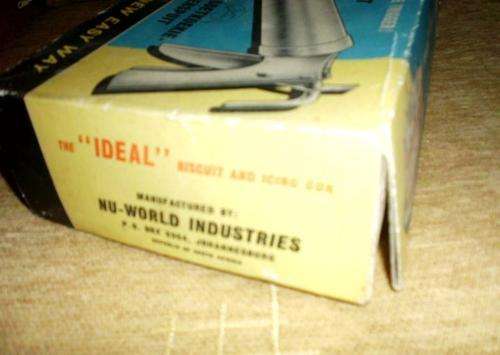 NEW EASY WAY
THE "IDEAL" BISCUIT AND ICING GUN
MANUFACTURED BY:
NU-WORLD INDUSTRIES
P. O. BOX JOHANNESBURG
REPUBLIC OF SOUTH AFRICA